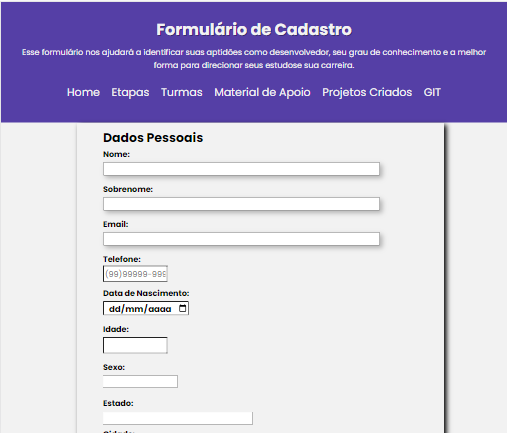 Formulário de Cadastro
Esse formulário nos ajudará a identificar suas aptidões como desenvolvedor, seu grau de conhecimento e a melhor
forma para direcionar seus estudose sua carreira.
Home Etapas Turmas Material de Apoio Projetos Criados GIT
Dados Pessoais
Nome:
Sobrenome:
Email:
Telefone:
(99)99999-999
Data de Nascimento:
dd/mm/aaaa
Idade:
Sexo:
Estado:
Cidade: